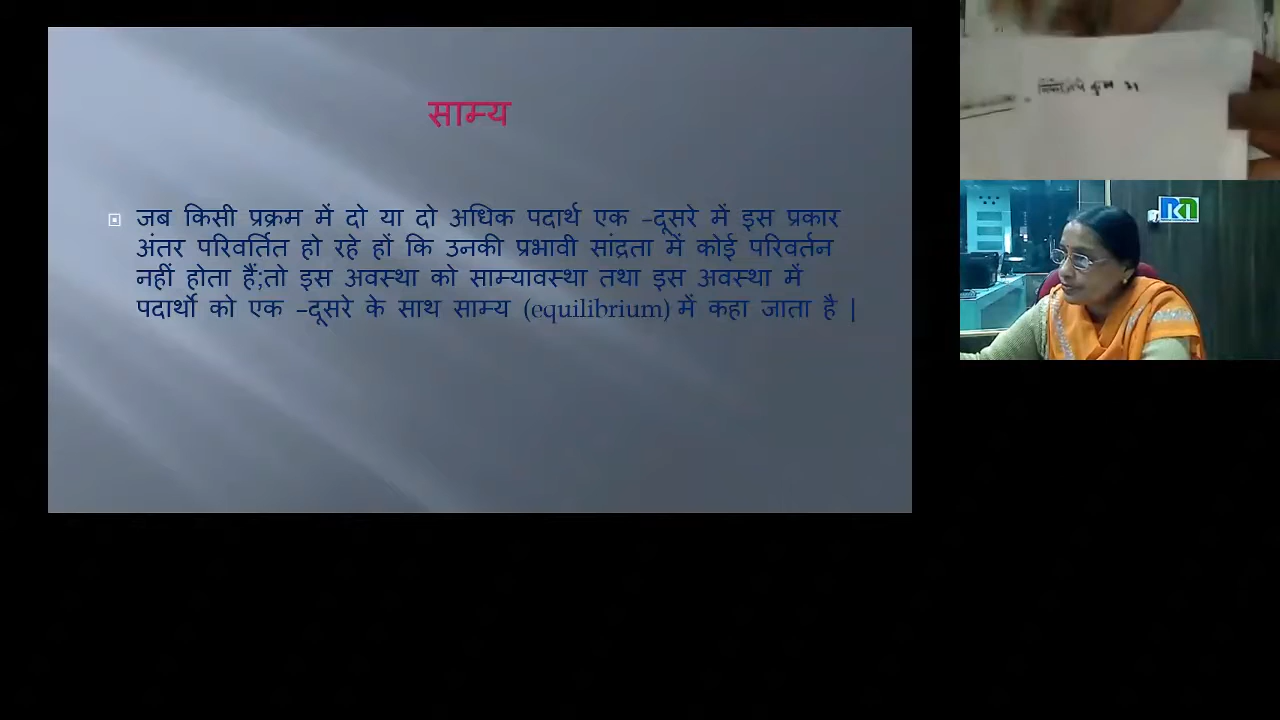 साम्य
जब किसी प्रक्रम में दो या दो अधिक पदार्थ एक –दूसरे में इस प्रकार
अंतर परिवर्तित हो रहे हों कि उनकी प्रभावी सांद्रता में कोई परिवर्तन
नहीं होता हैं;तो इस अवस्था को साम्यावस्था तथा इस अवस्था में
पदार्थो को एक –दूसरे के साथ साम्य (equilibrium) में कहा जाता है |